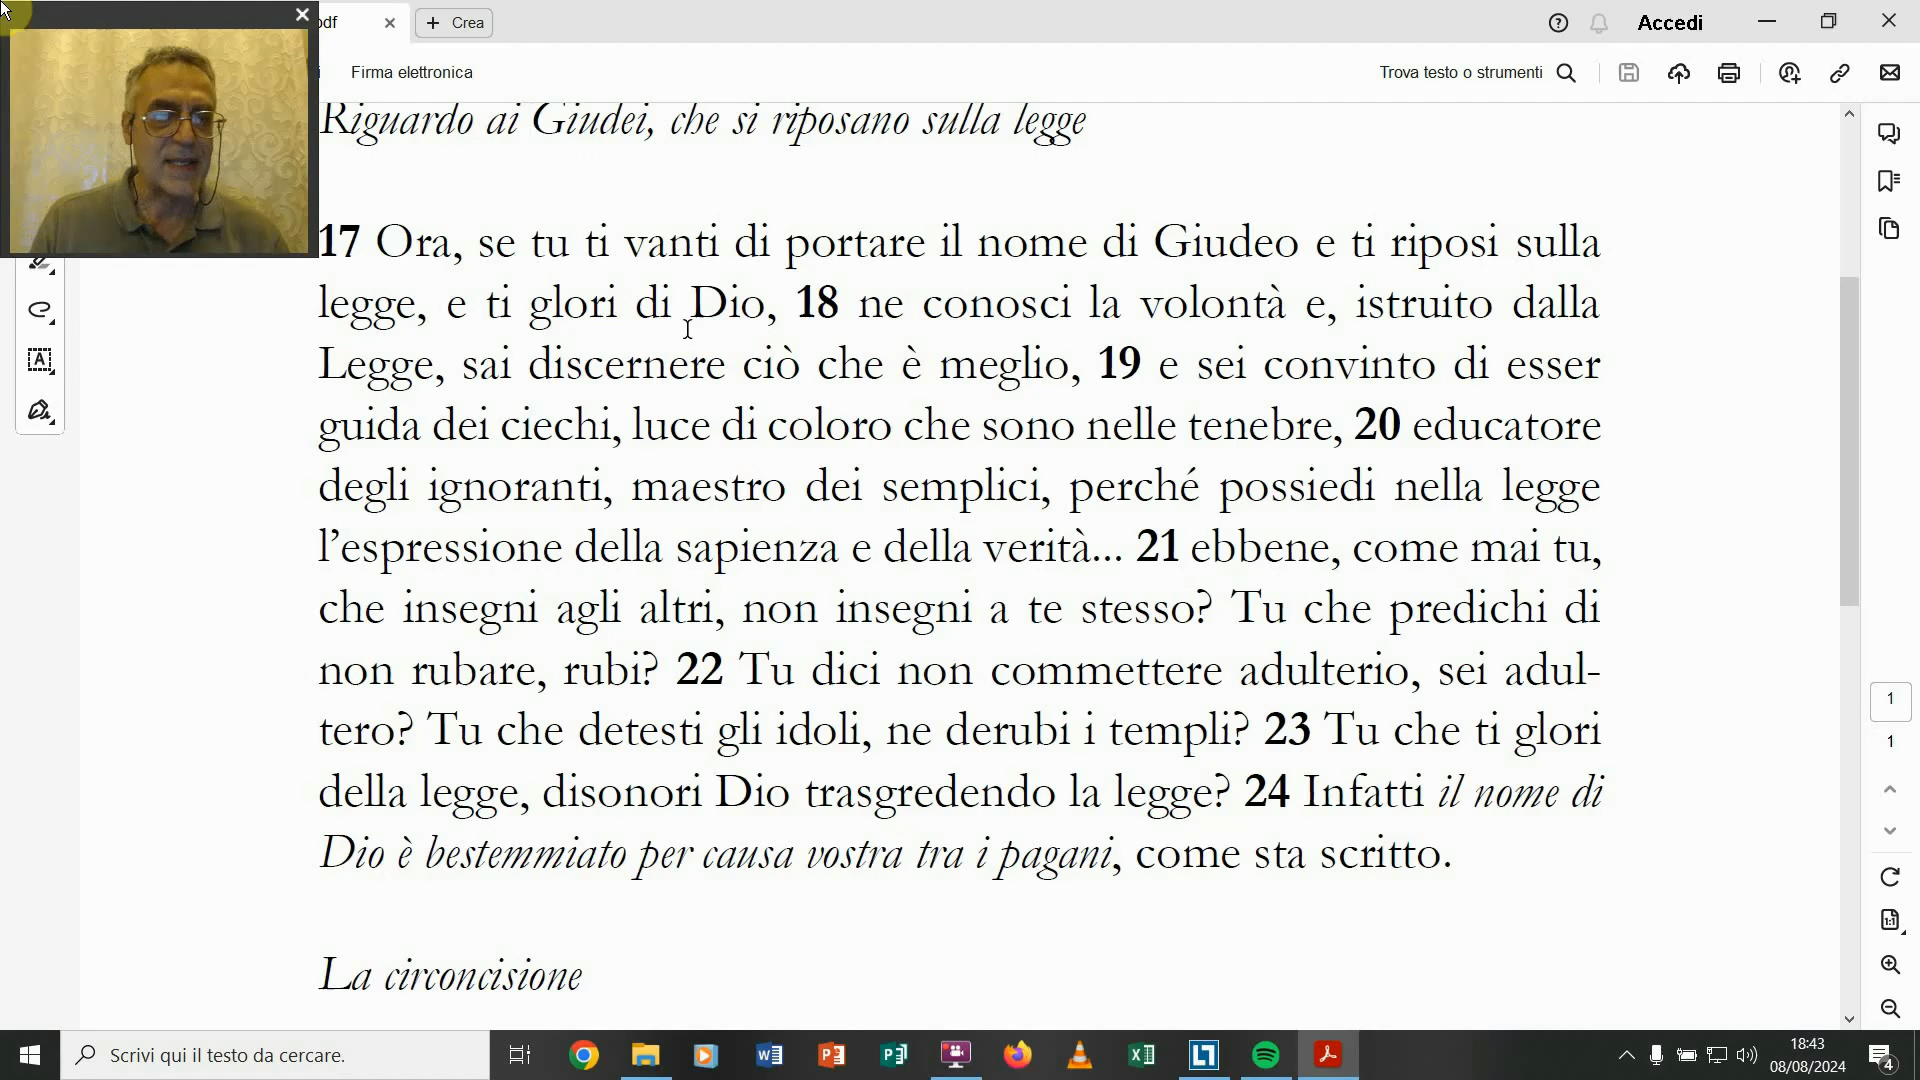 odf
Crea
Accedi
Firma elettronica
Trova testo o strumenti
Riguardo ai Giudei, che si riposano sulla legge
17 Ora, se tu ti vanti di portare il nome di Giudeo e ti riposi sulla
legge, e ti glori di Dio, 18 ne conosci la volontà e, istruito dalla
Legge, sai discernere ciò che è meglio, 19 e sei convinto di esser
guida dei ciechi, luce di coloro che sono nelle tenebre, 20 educatore
degli ignoranti, maestro dei semplici, perché possiedi nella legge
l’espressione della sapienza e della verità... 21 ebbene, come mai tu,
che insegni agli altri, non insegni a te stesso? Tu che predichi di
non rubare, rubi? 22 Tu dici non commettere adulterio, sei adul-
tero? Tu che detesti gli idoli, ne derubi i templi? 23 Tu che ti glori
della legge, disonori Dio trasgredendo la legge? 24 Infatti il nome di
Dio è bestemmiato per causa vostra tra i pagani, come sta scritto.
La circoncisione
1
1
Scrivi qui il testo da cercare.
18:43
08/08/2024
4